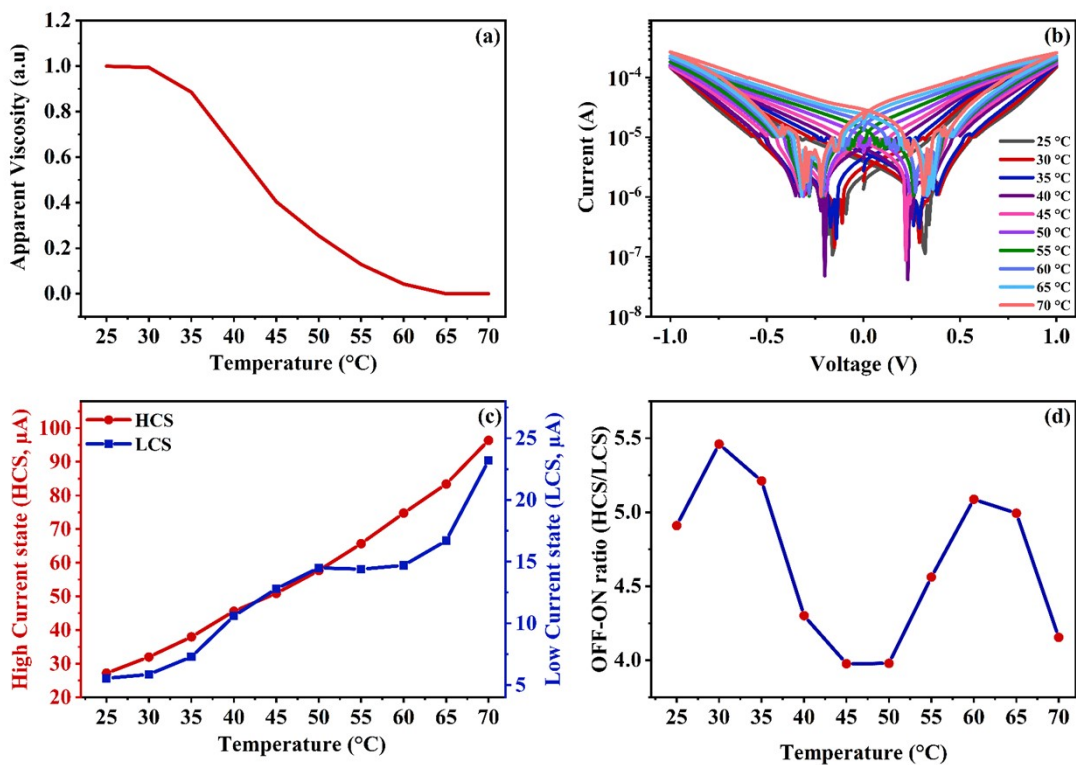 (a)
1.2
1.0
0.8
0.6
0.4
0.2
0.0
Apparent Viscosity (a.u)
25 30 35 40 45 50 55 60 65 70
Temperature (°C)
(b)
10⁻⁴
10⁻⁵
10⁻⁶
10⁻⁷
10⁻⁸
Current (A)
25 °C
30 °C
35 °C
40 °C
45 °C
50 °C
55 °C
60 °C
65 °C
70 °C
-1.0 -0.5 0.0 0.5 1.0
Voltage (V)
(c)
HCS
LCS
100
90
80
70
60
50
40
30
20
High Current state (HCS, µA)
25
20
15
10
5
Low Current state (LCS, µA)
25 30 35 40 45 50 55 60 65 70
Temperature (°C)
(d)
5.5
5.0
4.5
4.0
OFF-ON ratio (HCS/LCS)
25 30 35 40 45 50 55 60 65 70
Temperature (°C)